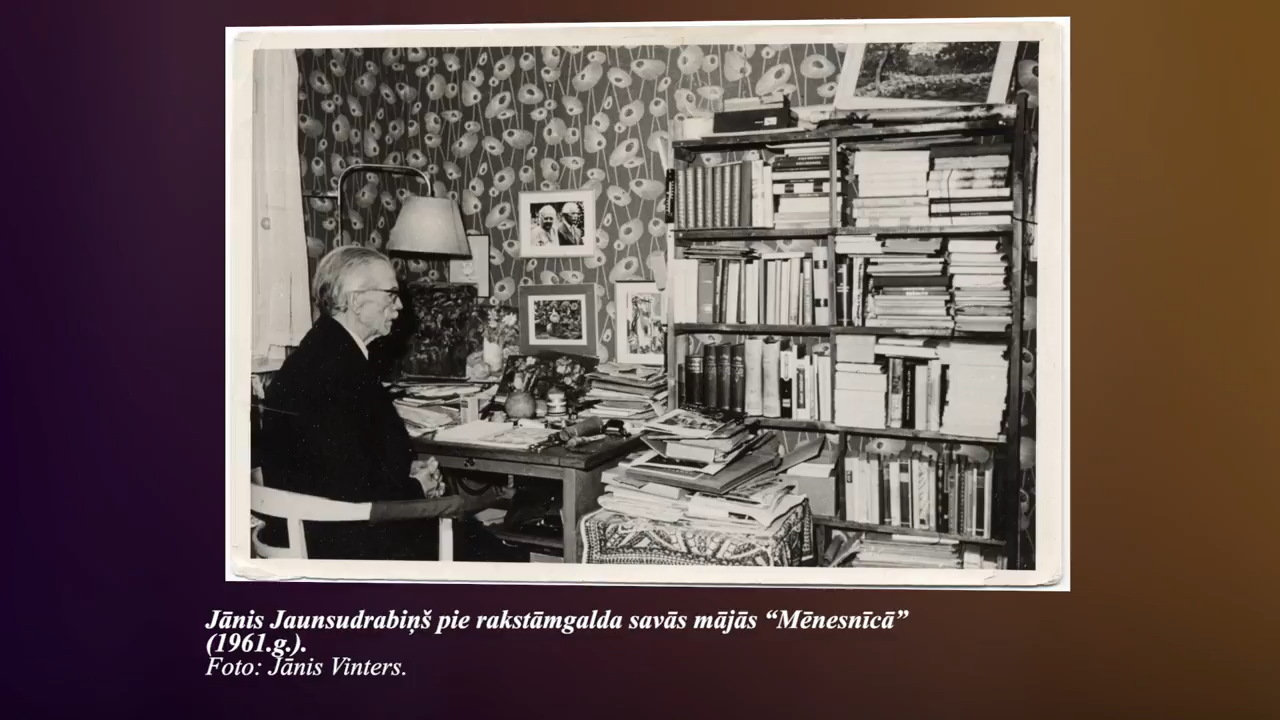 Jānis Jaunsudrabiņš pie rakstāmgalda savās mājās “Mēnesnīcā”
(1961.g.).
Foto: Jānis Vinters.